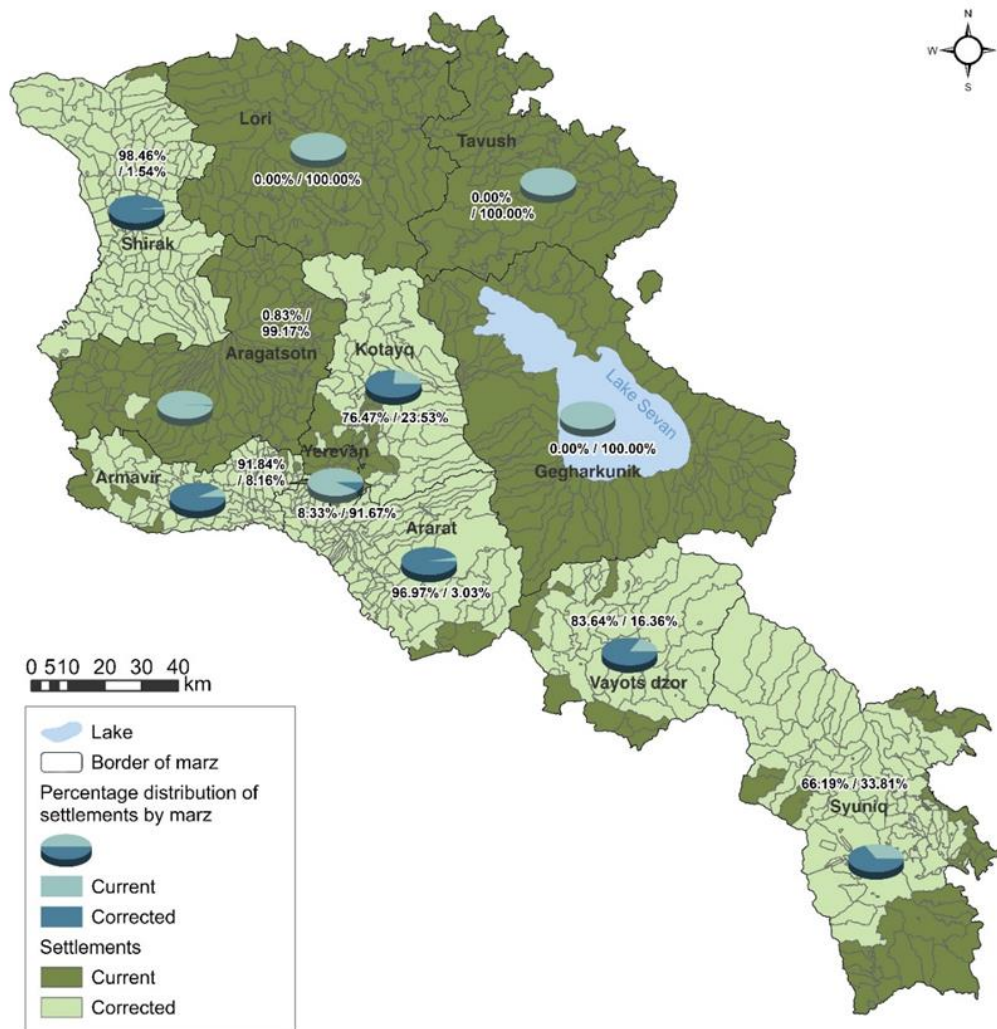 N
W
E
S
Lori
Tavush
98.46%
/ 1.54%
0.00% / 100.00%
0.00%
/ 100.00%
Shirak
0.83% /
99.17%
Aragatsotn
Kotayq
Lake Sevan
76.47% / 23.53%
0.00% / 100.00%
Gegharkunik
Yerevan
91.84%
/ 8.16%
Armavir
8.33% / 91.67%
Ararat
96.97% / 3.03%
83.64% / 16.36%
Vayots dzor
66.19% / 33.81%
Syuniq
0 510 20 30 40
km
Lake
Border of marz
Percentage distribution of
settlements by marz
Current
Corrected
Settlements
Current
Corrected